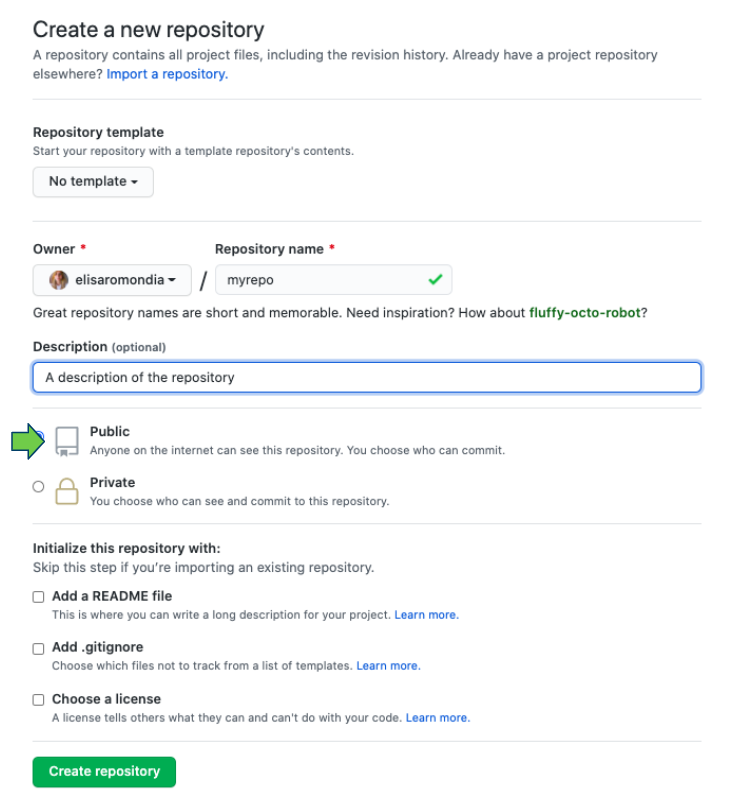 Create a new repository
A repository contains all project files, including the revision history. Already have a project repository
elsewhere? Import a repository.
Repository template
Start your repository with a template repository's contents.
No template
Owner * Repository name *
elisaromondia / myrepo
Great repository names are short and memorable. Need inspiration? How about fluffy-octo-robot?
Description (optional)
A description of the repository
Public
Anyone on the internet can see this repository. You choose who can commit.
Private
You choose who can see and commit to this repository.
Initialize this repository with:
Skip this step if you’re importing an existing repository.
Add a README file
This is where you can write a long description for your project. Learn more.
Add .gitignore
Choose which files not to track from a list of templates. Learn more.
Choose a license
A license tells others what they can and can't do with your code. Learn more.
Create repository